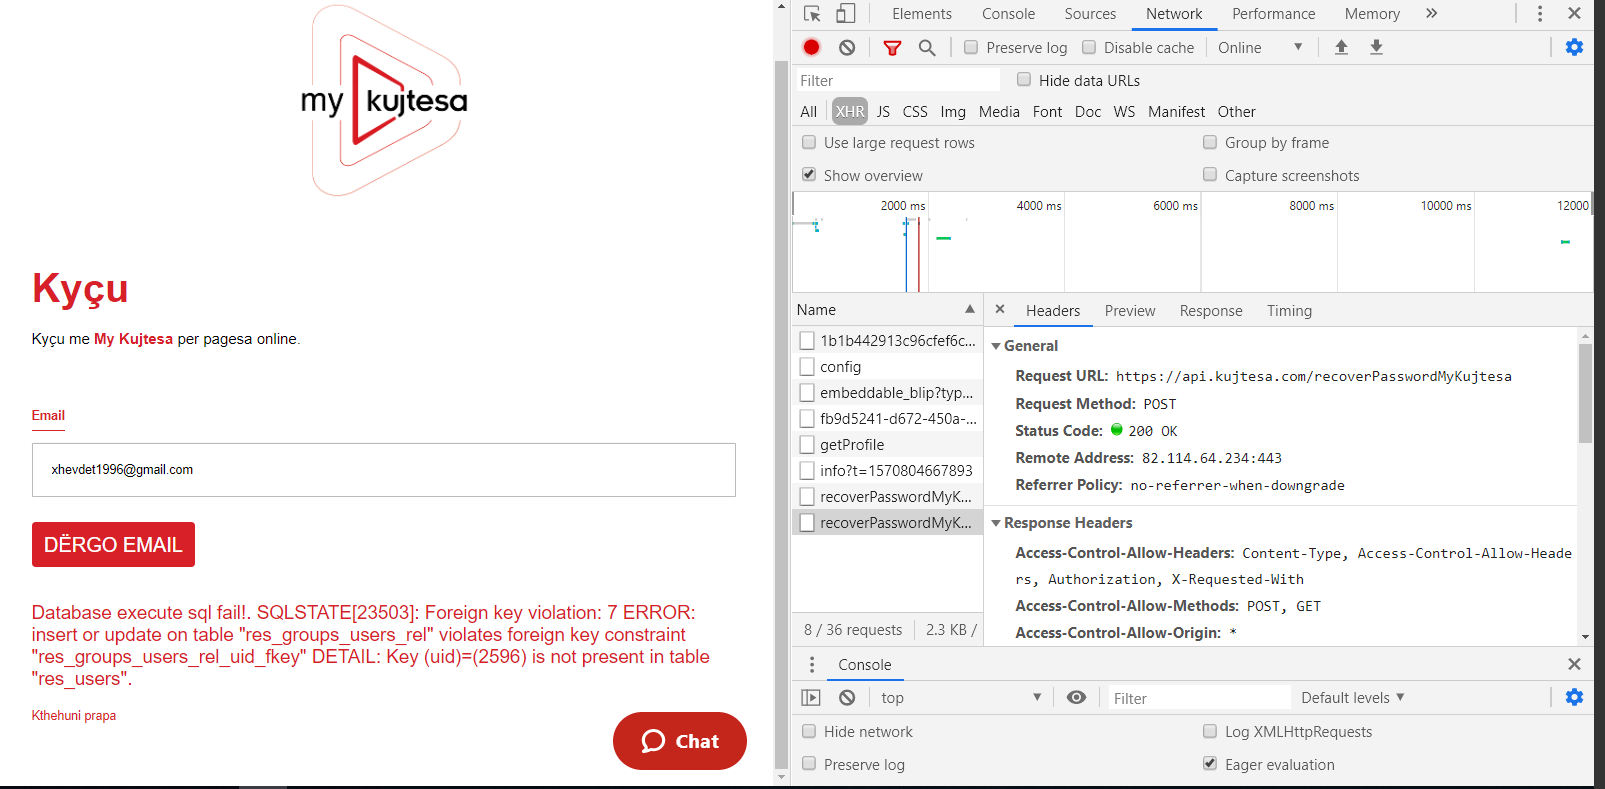 my kujtesa
Kyçu
Kyçu me My Kujtesa per pagesa online.
Email
xhevdet1996@gmail.com
DËRGO EMAIL
Database execute sql fail!. SQLSTATE[23503]: Foreign key violation: 7 ERROR:
insert or update on table "res_groups_users_rel" violates foreign key constraint
"res_groups_users_rel_uid_fkey" DETAIL: Key (uid)=(2596) is not present in table
"res_users".
Kthehuni prapa
Chat
Elements Console Sources Network Performance Memory »
Preserve log Disable cache Online
Filter Hide data URLs
All XHR JS CSS Img Media Font Doc WS Manifest Other
Use large request rows Group by frame
Show overview Capture screenshots
2000 ms 4000 ms 6000 ms 8000 ms 10000 ms 12000
Name
1b1b442913c96cfef6c...
config
embeddable_blip?typ...
fb9d5241-d672-450a-...
getProfile
info?t=1570804667893
recoverPasswordMyK...
recoverPasswordMyK...
8 / 36 requests 2.3 KB /
Headers Preview Response Timing
General
Request URL: https://api.kujtesa.com/recoverPasswordMyKujtesa
Request Method: POST
Status Code: 200 OK
Remote Address: 82.114.64.234:443
Referrer Policy: no-referrer-when-downgrade
Response Headers
Access-Control-Allow-Headers: Content-Type, Access-Control-Allow-Heade
rs, Authorization, X-Requested-With
Access-Control-Allow-Methods: POST, GET
Access-Control-Allow-Origin: *
Console
top Filter Default levels
Hide network Log XMLHttpRequests
Preserve log Eager evaluation